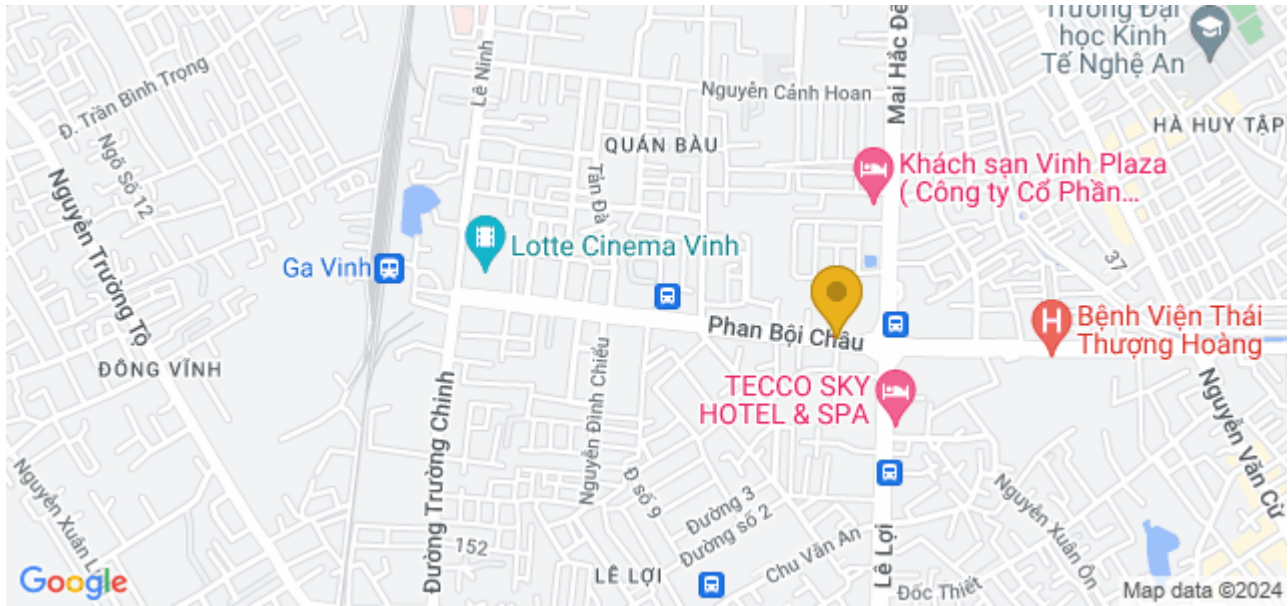 Trường Đại
học Kinh
Tế Nghệ An
Mai Hắc Đế
Đ. Trần Bình Trọng
Lê Ninh
Nguyễn Cảnh Hoan
HÀ HUY TẬP
Ngõ Số 12
QUÁN BÀU
Khách sạn Vinh Plaza
( Công ty Cổ Phần...
Tản Đà
Nguyễn Trường Tộ
Lotte Cinema Vinh
Ga Vinh
37
Phan Bội Châu
Bệnh Viện Thái
Thượng Hoàng
ĐÔNG VĨNH
TECCO SKY
HOTEL & SPA
Đường Trường Chinh
Nguyễn Đình Chiểu
Nguyễn Văn Cừ
Đ số 9
Đường 3
Đường số 2
Nguyễn Xuân Ôn
Nguyễn Xuân L
152
Chu Văn An
LÊ LỢI
Lê Lợi
Đốc Thiết
Google
Map data ©2024